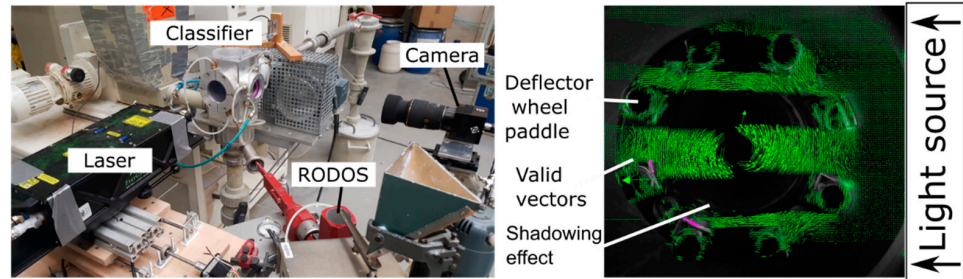 Classifier
Camera
Laser
RODOS
Deflector
wheel
paddle
Valid
vectors
Shadowing
effect
Light source